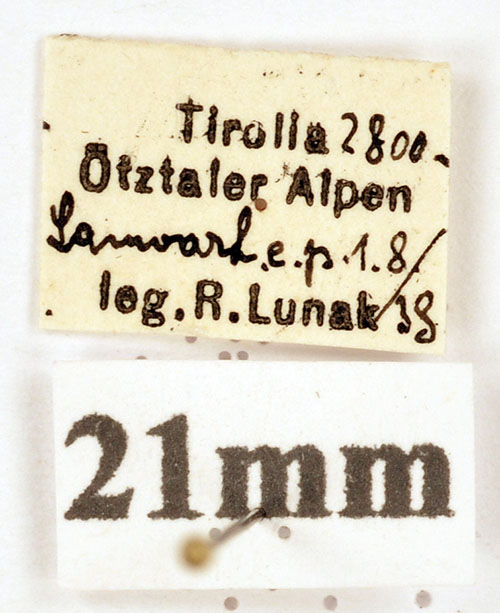 Tirolia 2800
Ötztaler Alpen
e.p. 1.8/
leg. R. Lunak/38
21mm